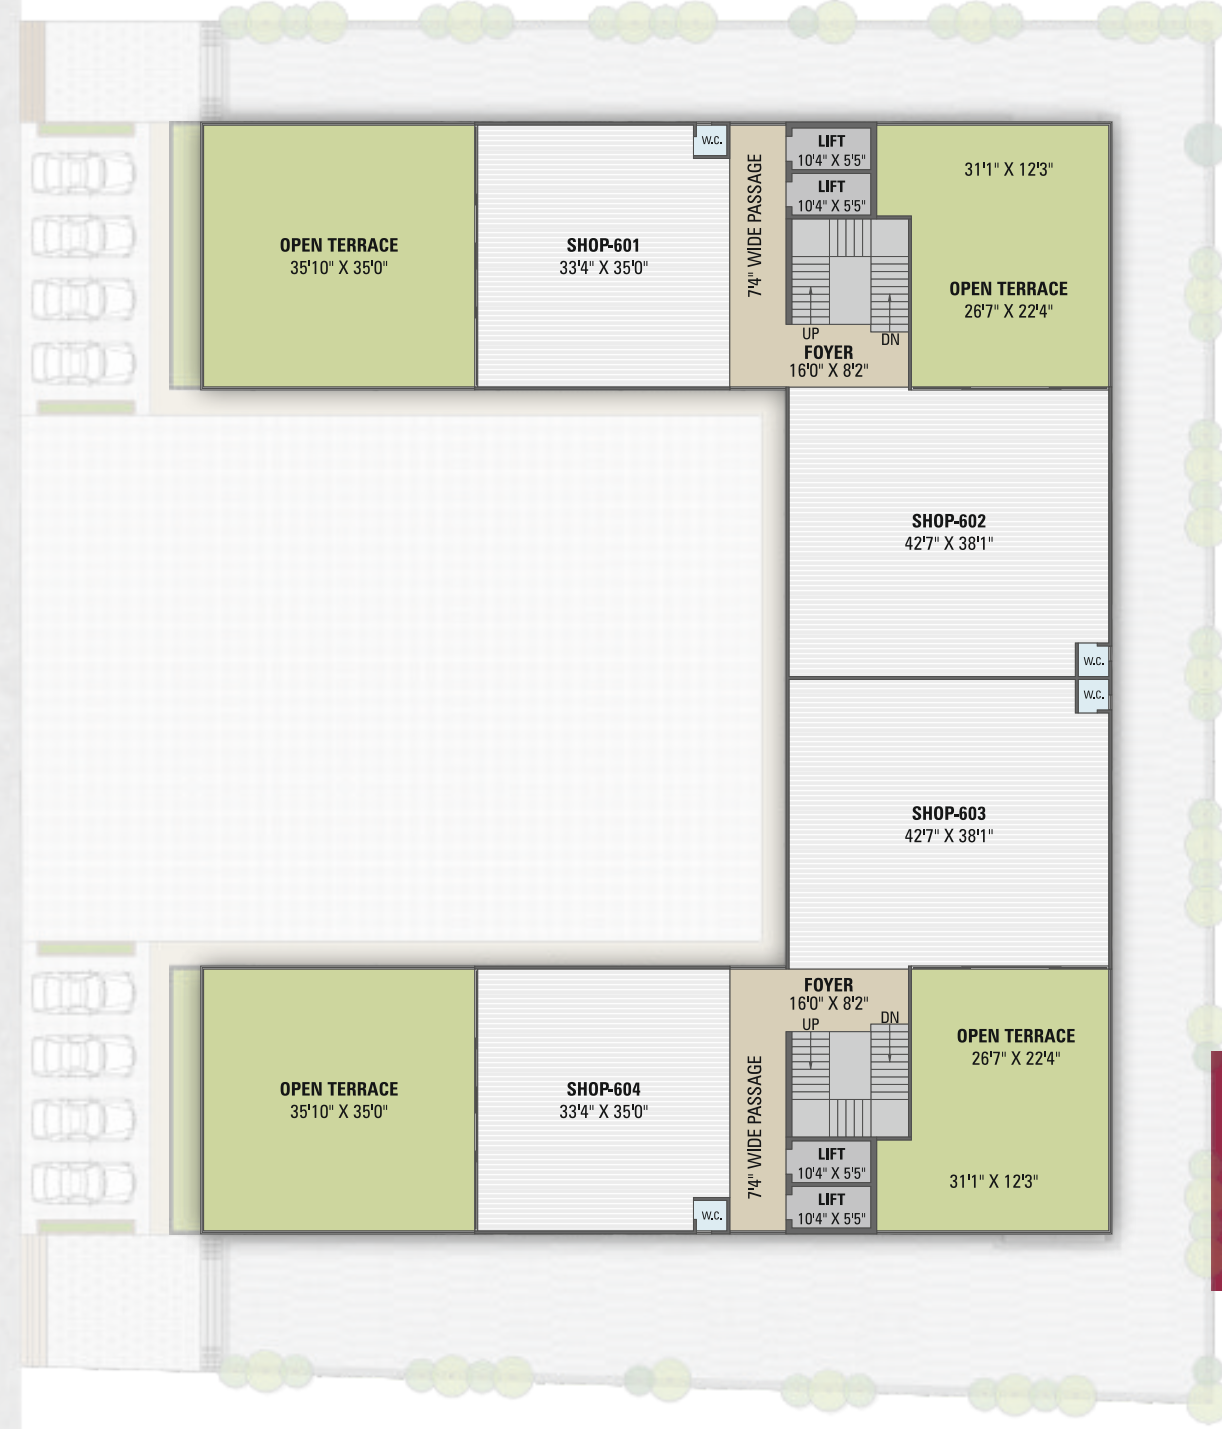 W.C.
LIFT
10'4" X 5'5"
LIFT
10'4" X 5'5"
31'1" X 12'3"
7'4" WIDE PASSAGE
OPEN TERRACE
35'10" X 35'0"
SHOP-601
33'4" X 35'0"
OPEN TERRACE
26'7" X 22'4"
UP
DN
FOYER
16'0" X 8'2"
SHOP-602
42'7" X 38'1"
W.C.
W.C.
SHOP-603
42'7" X 38'1"
FOYER
16'0" X 8'2"
UP
DN
OPEN TERRACE
26'7" X 22'4"
OPEN TERRACE
35'10" X 35'0"
SHOP-604
33'4" X 35'0"
7'4" WIDE PASSAGE
LIFT
10'4" X 5'5"
31'1" X 12'3"
LIFT
10'4" X 5'5"
W.C.